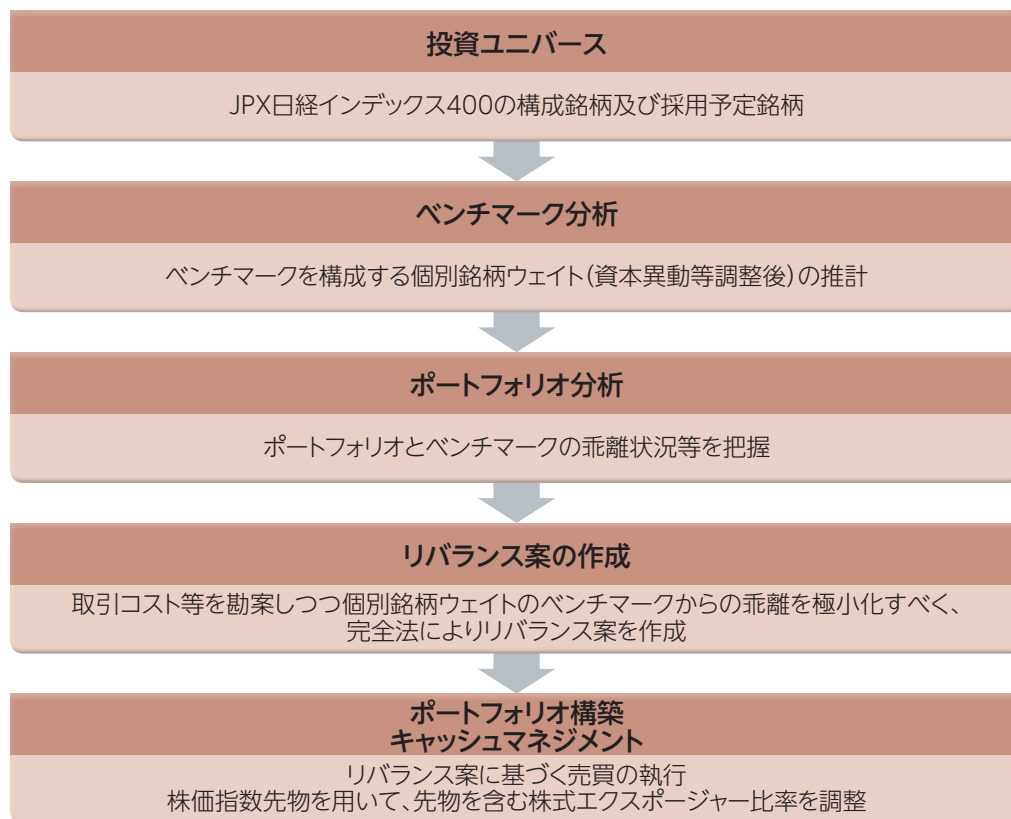 投資ユニバース
JPX日経インデックス400の構成銘柄及び採用予定銘柄
ベンチマーク分析
ベンチマークを構成する個別銘柄ウェイト(資本異動等調整後)の推計
ポートフォリオ分析
ポートフォリオとベンチマークの乖離状況等を把握
リバランス案の作成
取引コスト等を勘案しつつ個別銘柄ウェイトのベンチマークからの乖離を極小化すべく、
完全法によりリバランス案を作成
ポートフォリオ構築
キャッシュマネジメント
リバランス案に基づく売買の執行
株価指数先物を用いて、先物を含む株式エクスポージャー比率を調整